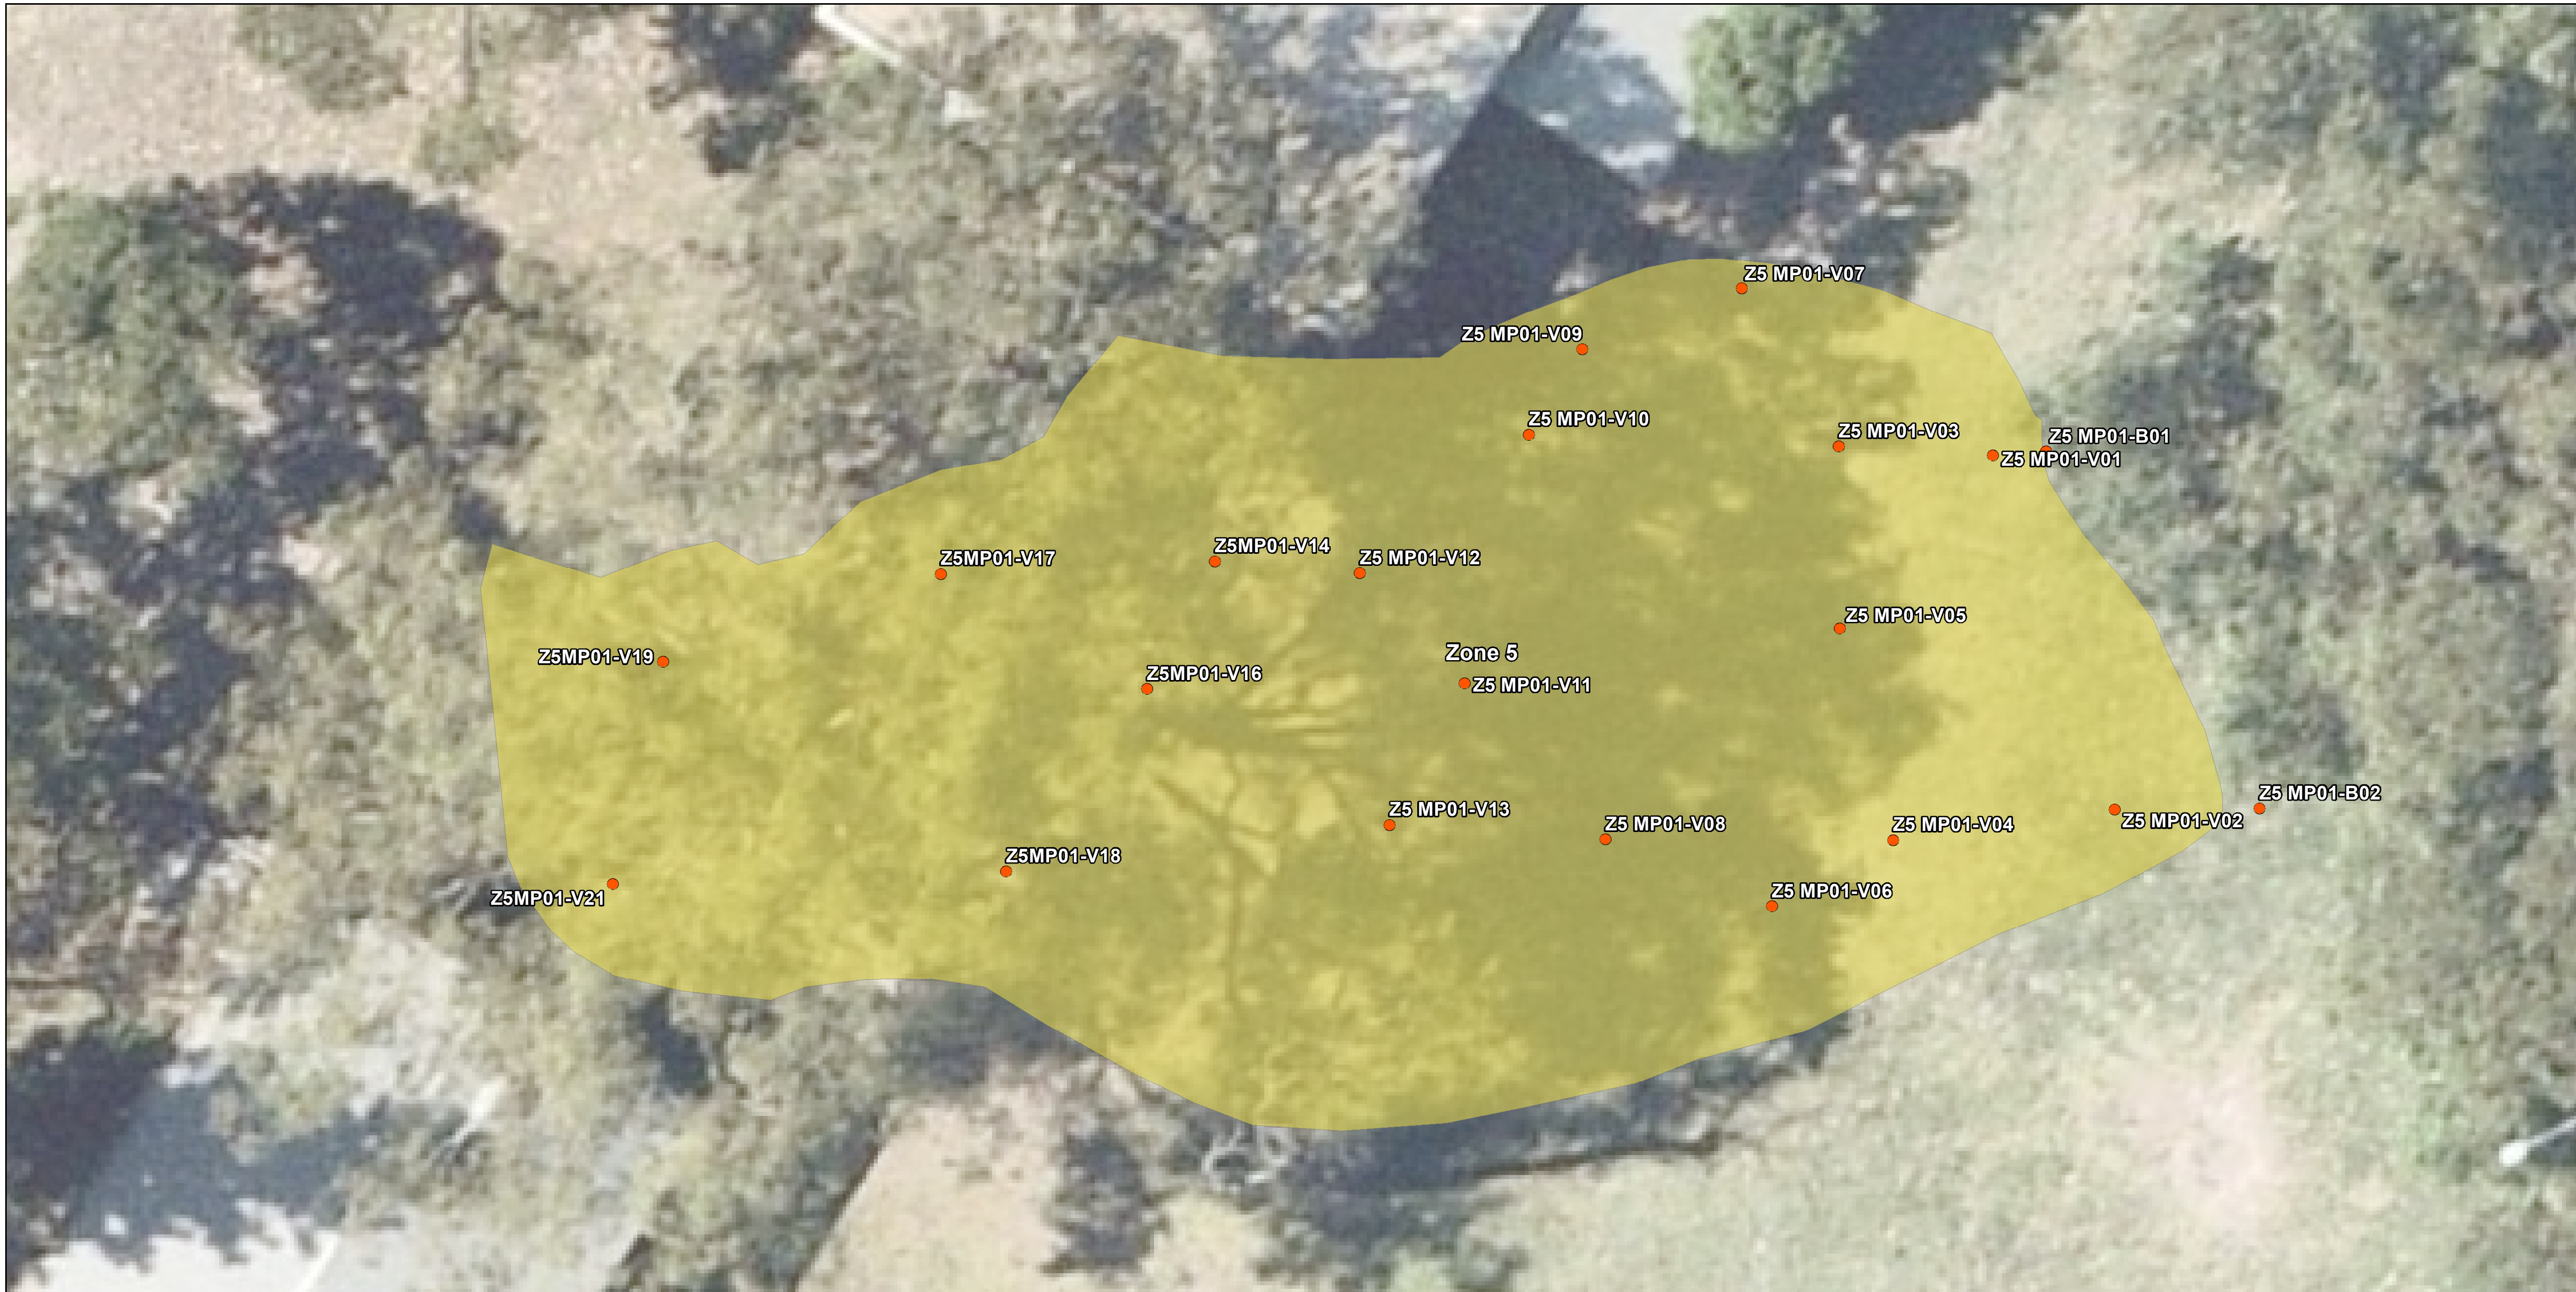 Z5 MP01-V07
Z5 MP01-V09
Z5 MP01-V10
Z5 MP01-V03
Z5 MP01-B01
Z5 MP01-V01
Z5MP01-V17
Z5MP01-V14
Z5 MP01-V12
Z5 MP01-V05
Z5MP01-V19
Zone 5
Z5MP01-V16
Z5 MP01-V11
Z5 MP01-B02
Z5 MP01-V13
Z5 MP01-V08
Z5 MP01-V04
Z5 MP01-V02
Z5MP01-V18
Z5 MP01-V06
Z5MP01-V21